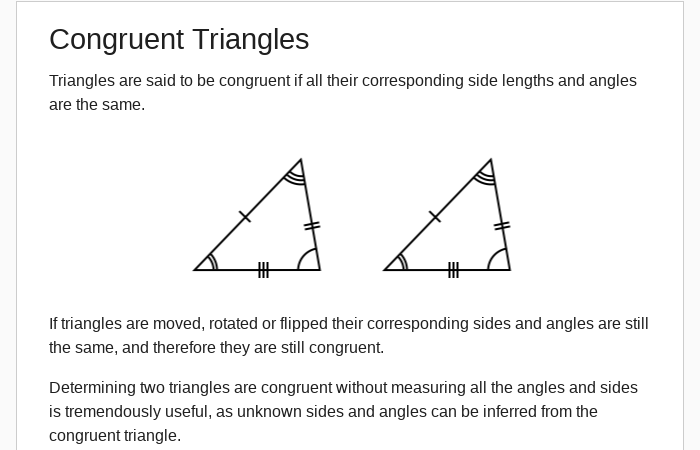 Congruent Triangles
Triangles are said to be congruent if all their corresponding side lengths and angles
are the same.
If triangles are moved, rotated or flipped their corresponding sides and angles are still
the same, and therefore they are still congruent.
Determining two triangles are congruent without measuring all the angles and sides
is tremendously useful, as unknown sides and angles can be inferred from the
congruent triangle.